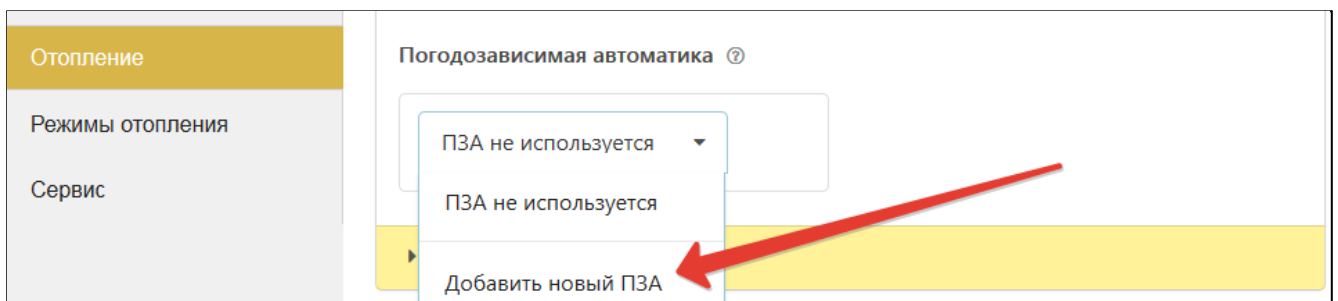 Отопление
Режимы отопления
Сервис
Погодозависимая автоматика ?
ПЗА не используется
ПЗА не используется
Добавить новый ПЗА